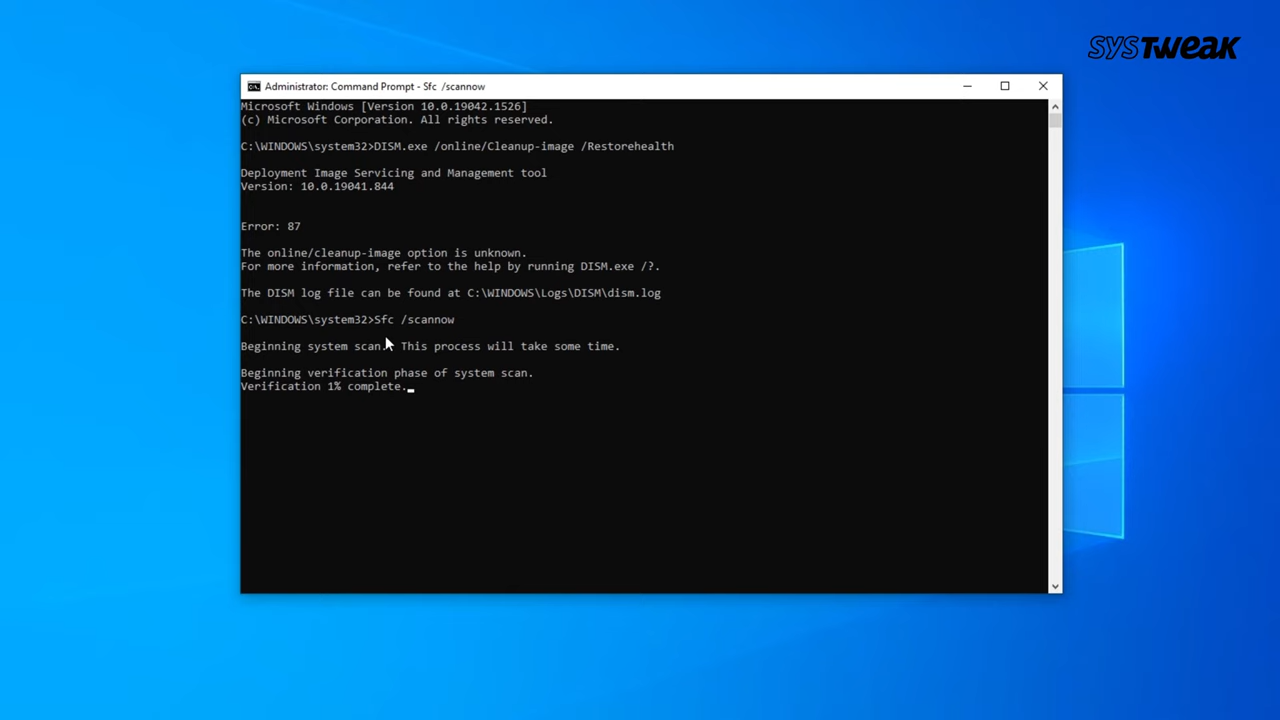 SYSTWEAK
Administrator: Command Prompt - Sfc /scannow
Microsoft Windows [Version 10.0.19042.1526]
(c) Microsoft Corporation. All rights reserved.
C:\WINDOWS\system32>DISM.exe /online/Cleanup-image /Restorehealth
Deployment Image Servicing and Management tool
Version: 10.0.19041.844
Error: 87
The online/cleanup-image option is unknown.
For more information, refer to the help by running DISM.exe /?.
The DISM log file can be found at C:\WINDOWS\Logs\DISM\dism.log
C:\WINDOWS\system32>Sfc /scannow
Beginning system scan. This process will take some time.
Beginning verification phase of system scan.
Verification 1% complete.